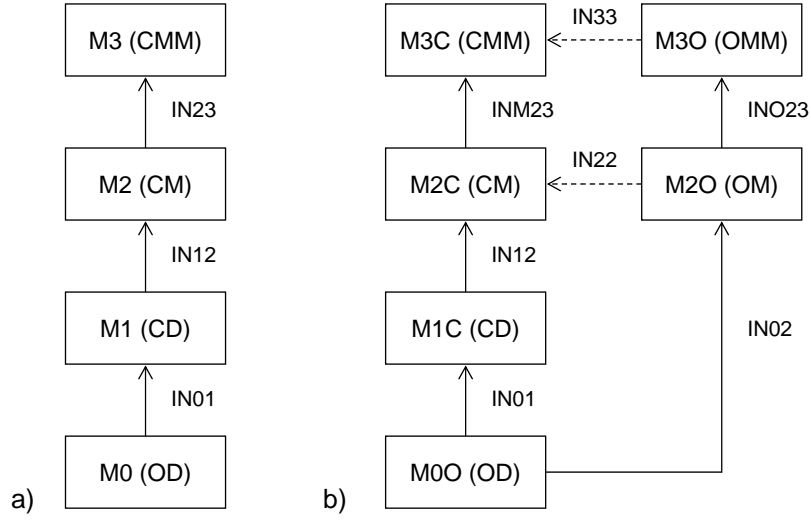 M3 (CMM)
IN23
M2 (CM)
IN12
M1 (CD)
IN01
M0 (OD)
a)
M3C (CMM)
IN33
M3O (OMM)
INM23
INO23
M2C (CM)
IN22
M2O (OM)
IN12
M1C (CD)
IN02
IN01
M0O (OD)
b)